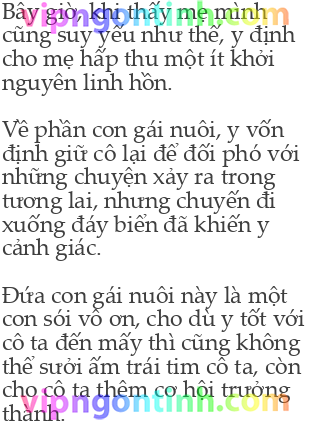 Bây giờ, khi thấy mẹ mình
cũng suy yếu như thế, y định
cho mẹ hấp thu một ít khởi
nguyên linh hồn.
Về phần con gái nuôi, y vốn
định giữ cô lại để đối phó với
những chuyện xảy ra trong
tương lai, nhưng chuyến đi
xuống đáy biển đã khiến y
cảnh giác.
Đứa con gái nuôi này là một
con sói vô ơn, cho dù y tốt với
cô ta đến mấy thì cũng không
thể sưởi ấm trái tim cô ta, còn
cho cô ta thêm cơ hội trưởng
thành.
vipngontinh.com
vipngontinh.com